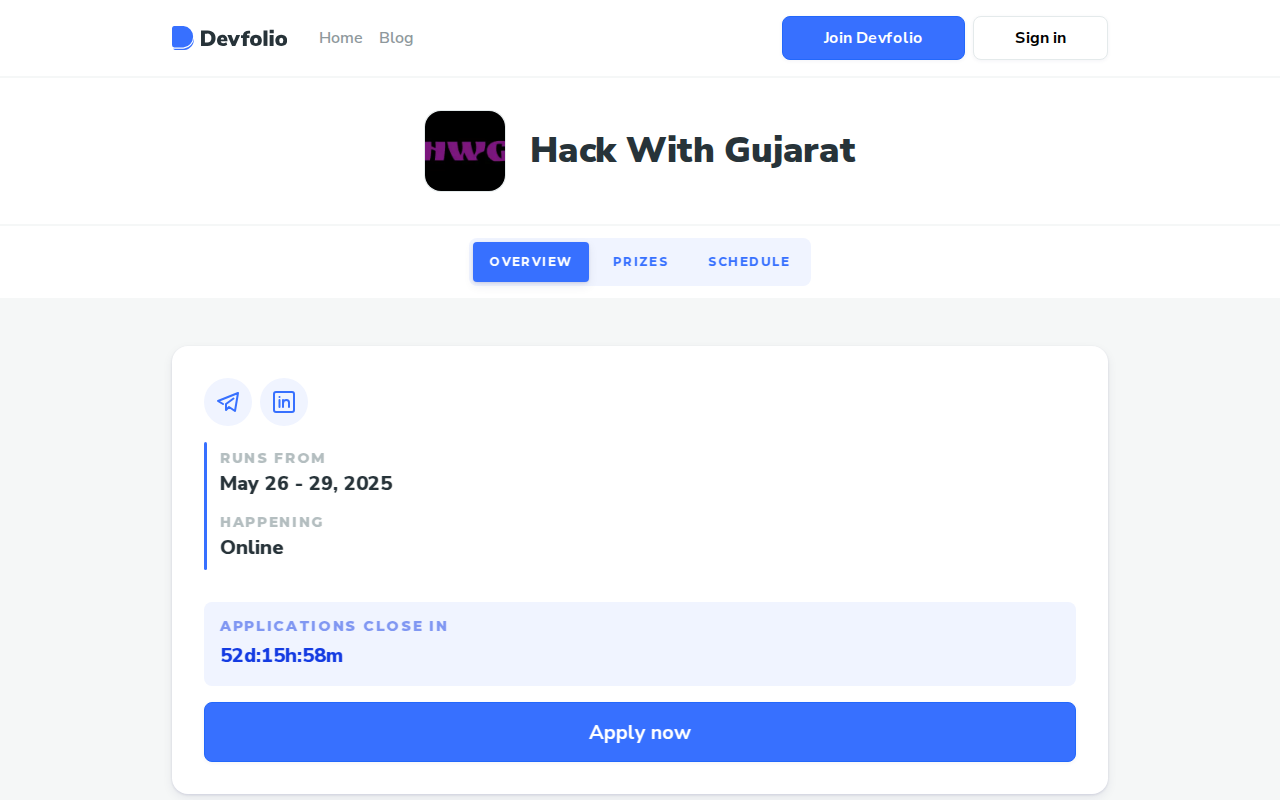 Devfolio Home Blog Join Devfolio Sign in
HWG Hack With Gujarat
OVERVIEW PRIZES SCHEDULE
RUNS FROM
May 26 - 29, 2025
HAPPENING
Online
APPLICATIONS CLOSE IN
52d:15h:58m
Apply now